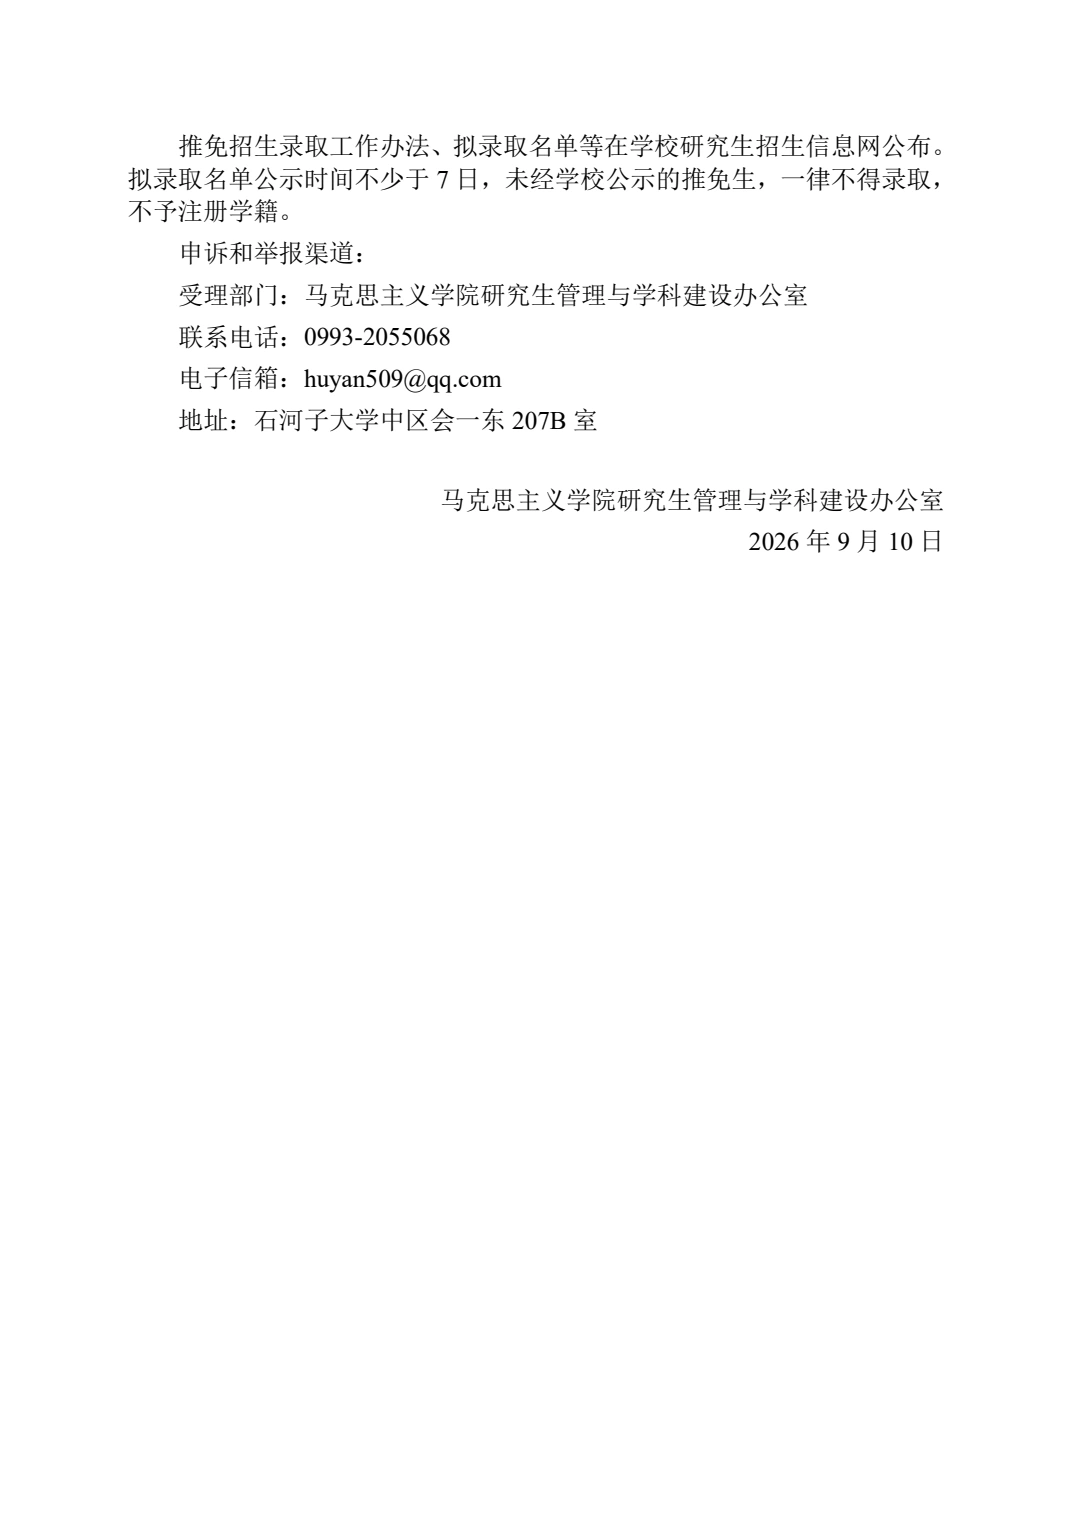 推免招生录取工作办法、拟录取名单等在学校研究生招生信息网公布。
拟录取名单公示时间不少于 7 日，未经学校公示的推免生，一律不得录取，
不予注册学籍。
申诉和举报渠道：
受理部门：马克思主义学院研究生管理与学科建设办公室
联系电话：0993-2055068
电子信箱：huyan509@qq.com
地址：石河子大学中区会一东 207B 室
马克思主义学院研究生管理与学科建设办公室
2026 年 9 月 10 日